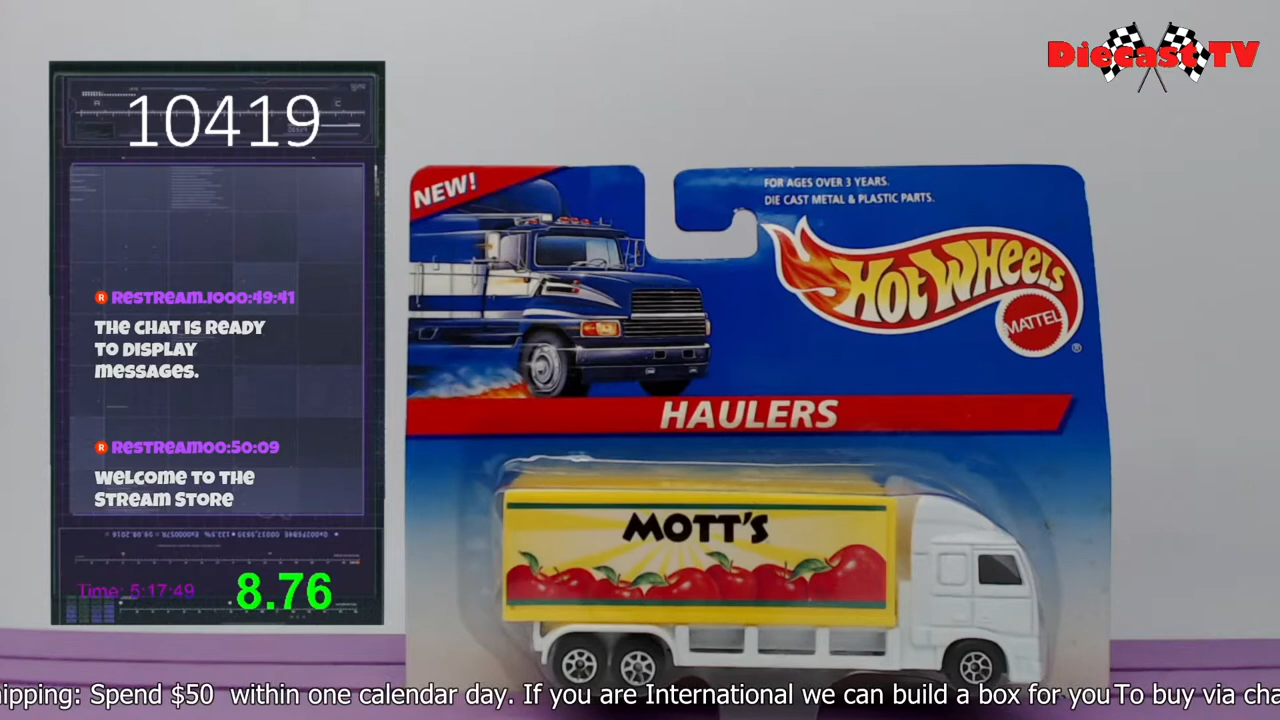 Diecast TV
10419
NEW!
FOR AGES OVER 3 YEARS.
DIE CAST METAL & PLASTIC PARTS.
HOT WHEELS
MATTEL
®
RESTREAM.IO00:49:41
THE CHAT IS READY
TO DISPLAY
MESSAGES.
HAULERS
RESTREAM00:50:09
WELCOME TO THE
STREAM STORE
MOTT'S
Time: 5:17:49
8.76
ipping: Spend $50 within one calendar day. If you are International we can build a box for you To buy via cha